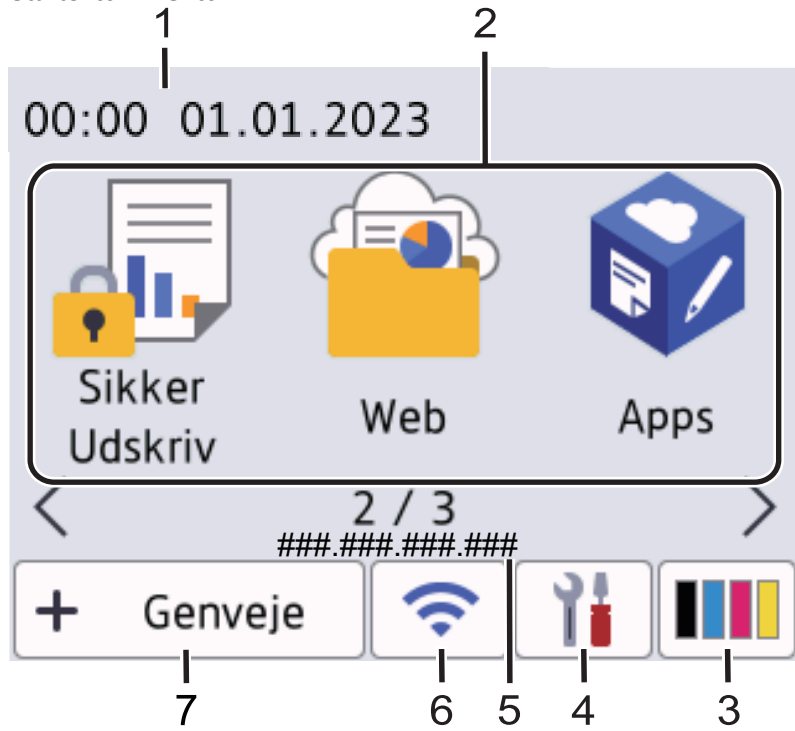 1 2
00:00 01.01.2023
Sikker
Udskriv
Web
Apps
< 2 / 3 >
###.###.###.###
+ Genveje
7 6 5 4 3